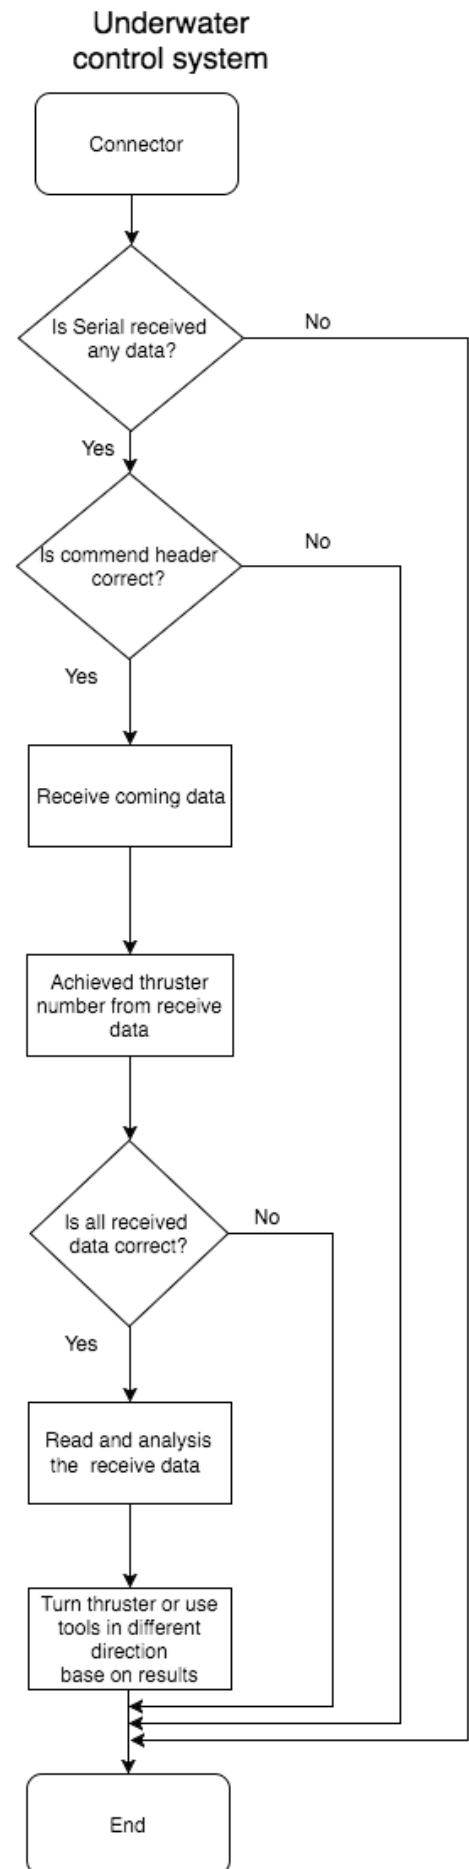 Underwater
control system
Connector
Is Serial received
any data?
No
Yes
Is commend header
correct?
No
Yes
Receive coming data
Achieved thruster
number from receive
data
Is all received
data correct?
No
Yes
Read and analysis
the receive data
Turn thruster or use
tools in different
direction
base on results
End